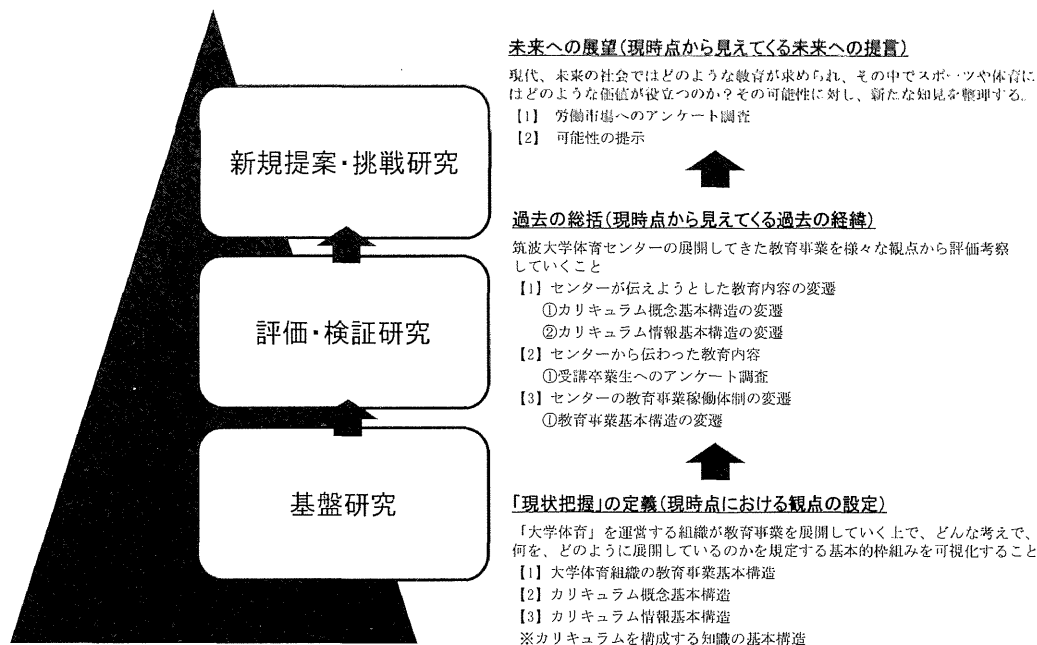 新規提案・挑戦研究
評価・検証研究
基盤研究
未来への展望(現時点から見えてくる未来への提言)
現代、未来の社会ではどのような教育が求められ、その中でスポーツや体育に
はどのような価値が役立つのか?その可能性に対し、新たな知見を整理する。
【1】 労働市場へのアンケート調査
【2】 可能性の提示
過去の総括(現時点から見えてくる過去の経緯)
筑波大学体育センターの展開してきた教育事業を様々な観点から評価考察
していくこと
【1】センターが伝えようとした教育内容の変遷
①カリキュラム概念基本構造の変遷
②カリキュラム情報基本構造の変遷
【2】センターから伝わった教育内容
①受講卒業生へのアンケート調査
【3】センターの教育事業稼働体制の変遷
①教育事業基本構造の変遷
「現状把握」の定義(現時点における観点の設定)
「大学体育」を運営する組織が教育事業を展開していく上で、どんな考えで、
何を、どのように展開しているのかを規定する基本的枠組みを可視化すること
【1】大学体育組織の教育事業基本構造
【2】カリキュラム概念基本構造
【3】カリキュラム情報基本構造
※カリキュラムを構成する知識の基本構造